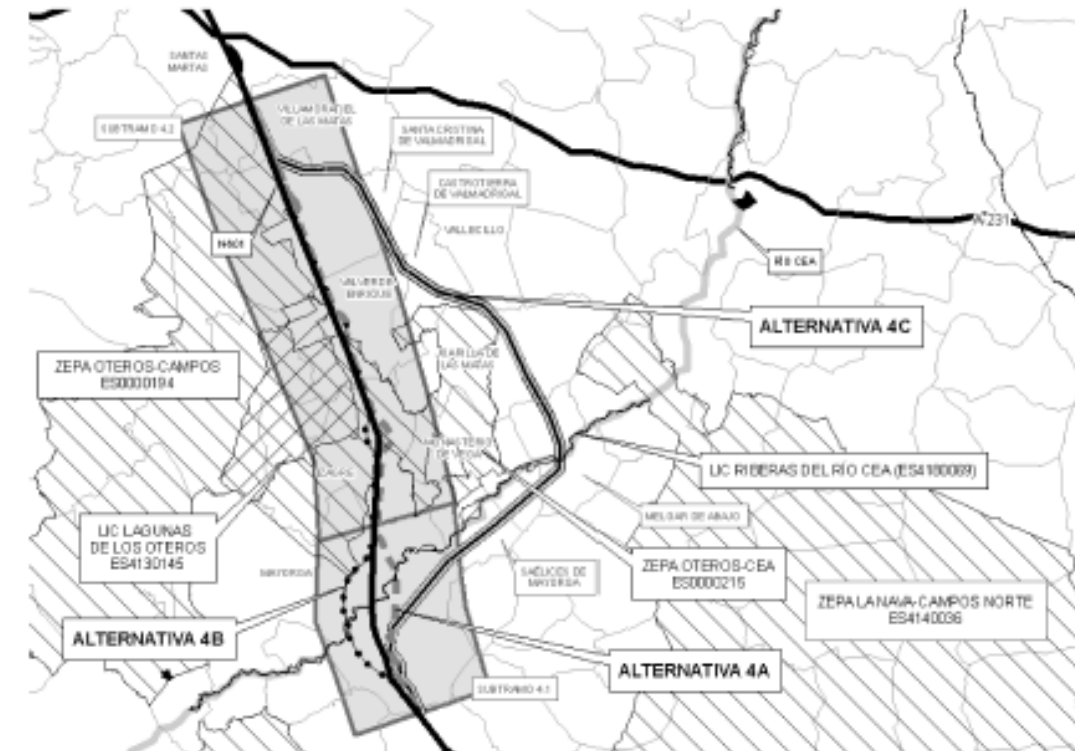 SANTAS
MARTAS
SUBTRAMO 4.2
VILLAMORATIEL
DE LAS MATAS
SANTA CRISTINA
DE VALMADRIGAL
CASTROTIERRA
DE VALMADRIGAL
VALLECILLO
N-601
A-231
RÍO CEA
VALVERDE
ENRIQUE
ALTERNATIVA 4C
ZEPA OTEROS-CAMPOS
ES0000194
DE LAS MATAS
MONASTERIO
DE VEGA
IZAGRE
LIC RIBERAS DEL RÍO CEA (ES4180069)
LIC LAGUNAS
DE LOS OTEROS
ES4130145
MELGAR DE ABAJO
MAYORGA
SAELICES DE
MAYORGA
ZEPA OTEROS-CEA
ES0000215
ZEPA LA NAVA-CAMPOS NORTE
ES4140036
ALTERNATIVA 4B
ALTERNATIVA 4A
SUBTRAMO 4.1